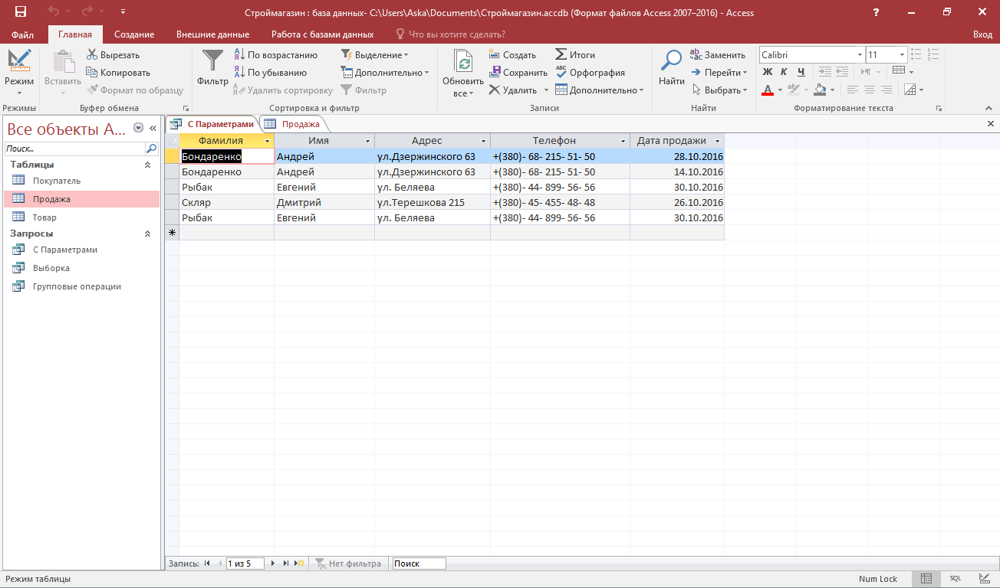 Строймагазин : база данных- C:\Users\Aska\Documents\Строймагазин.accdb (Формат файлов Access 2007–2016) - Access ?
Файл Главная Создание Внешние данные Работа с базами данных Что вы хотите сделать? Вход
Режим
Режимы
Вставить
Вырезать
Копировать
Формат по образцу
Буфер обмена
Фильтр
По возрастанию
По убыванию
Удалить сортировку
Выделение
Дополнительно
Фильтр
Сортировка и фильтр
Обновить
все
Создать
Сохранить
Удалить
Итоги
Орфография
Дополнительно
Записи
Найти
Заменить
Перейти
Выбрать
Найти
Calibri 11
Ж К Ч
Форматирование текста
Все объекты A...
Поиск...
Таблицы
Покупатель
Продажа
Товар
Запросы
С Параметрами
Выборка
Групповые операции
С Параметрами Продажа
Фамилия Имя Адрес Телефон Дата продажи
Бондаренко Андрей ул.Дзержинского 63 +(380)- 68- 215- 51- 50 28.10.2016
Бондаренко Андрей ул.Дзержинского 63 +(380)- 68- 215- 51- 50 14.10.2016
Рыбак Евгений ул. Беляева +(380)- 44- 899- 56- 56 30.10.2016
Скляр Дмитрий ул.Терешкова 215 +(380)- 45- 455- 48- 48 26.10.2016
Рыбак Евгений ул. Беляева +(380)- 44- 899- 56- 56 30.10.2016
Запись: 1 из 5 Нет фильтра Поиск
Режим таблицы Num Lock SQL